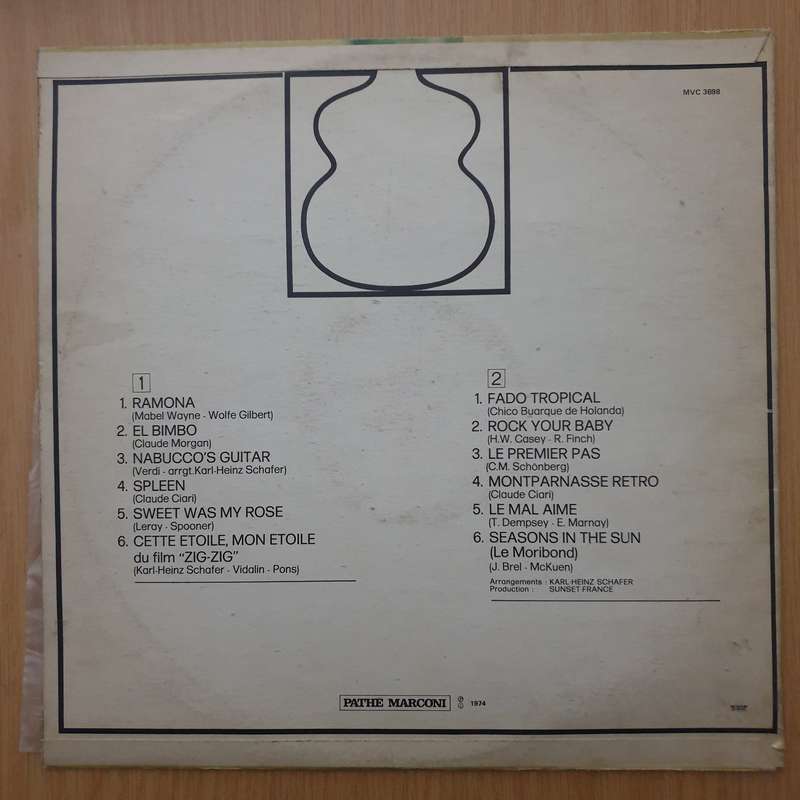 MVC 3698
1
1. RAMONA
(Mabel Wayne - Wolfe Gilbert)
2. EL BIMBO
(Claude Morgan)
3. NABUCCO'S GUITAR
(Verdi - arrgt.Karl-Heinz Schafer)
4. SPLEEN
(Claude Ciari)
5. SWEET WAS MY ROSE
(Leray - Spooner)
6. CETTE ETOILE, MON ETOILE
du film "ZIG-ZIG"
(Karl-Heinz Schafer - Vidalin - Pons)
2
1. FADO TROPICAL
(Chico Buarque de Holanda)
2. ROCK YOUR BABY
(H.W. Casey - R. Finch)
3. LE PREMIER PAS
(C.M. Schönberg)
4. MONTPARNASSE RETRO
(Claude Ciari)
5. LE MAL AIME
(T. Dempsey - E. Marnay)
6. SEASONS IN THE SUN
(Le Moribond)
(J. Brel - McKuen)
Arrangements : KARL-HEINZ SCHAFER
Production : SUNSET FRANCE
PATHE MARCONI ℗ © 1974